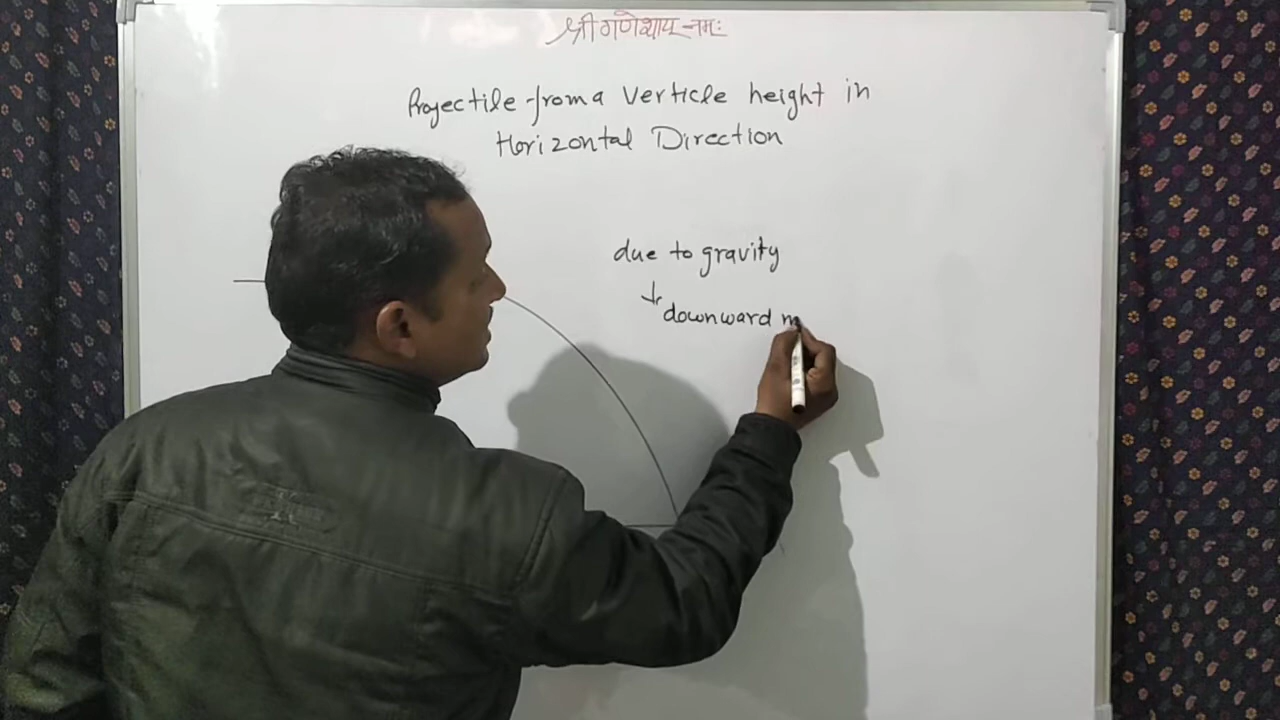 श्री गणेशाय नमः
Projectile from a Verticle height in
Horizontal Direction
due to gravity
downward m